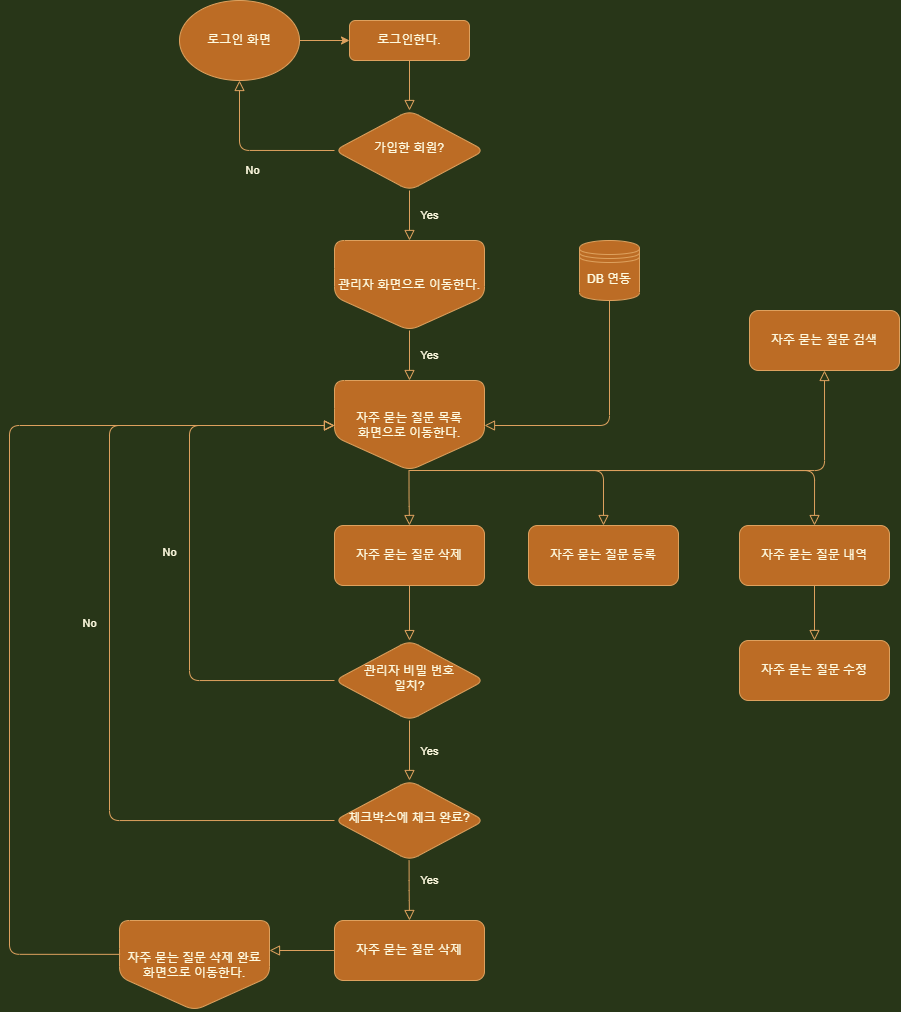 로그인 화면
로그인한다.
가입한 회원?
No
Yes
관리자 화면으로 이동한다.
DB 연동
자주 묻는 질문 검색
Yes
자주 묻는 질문 목록
화면으로 이동한다.
자주 묻는 질문 삭제
자주 묻는 질문 등록
자주 묻는 질문 내역
No
No
관리자 비밀 번호
일치?
자주 묻는 질문 수정
Yes
체크박스에 체크 완료?
Yes
자주 묻는 질문 삭제
자주 묻는 질문 삭제 완료
화면으로 이동한다.